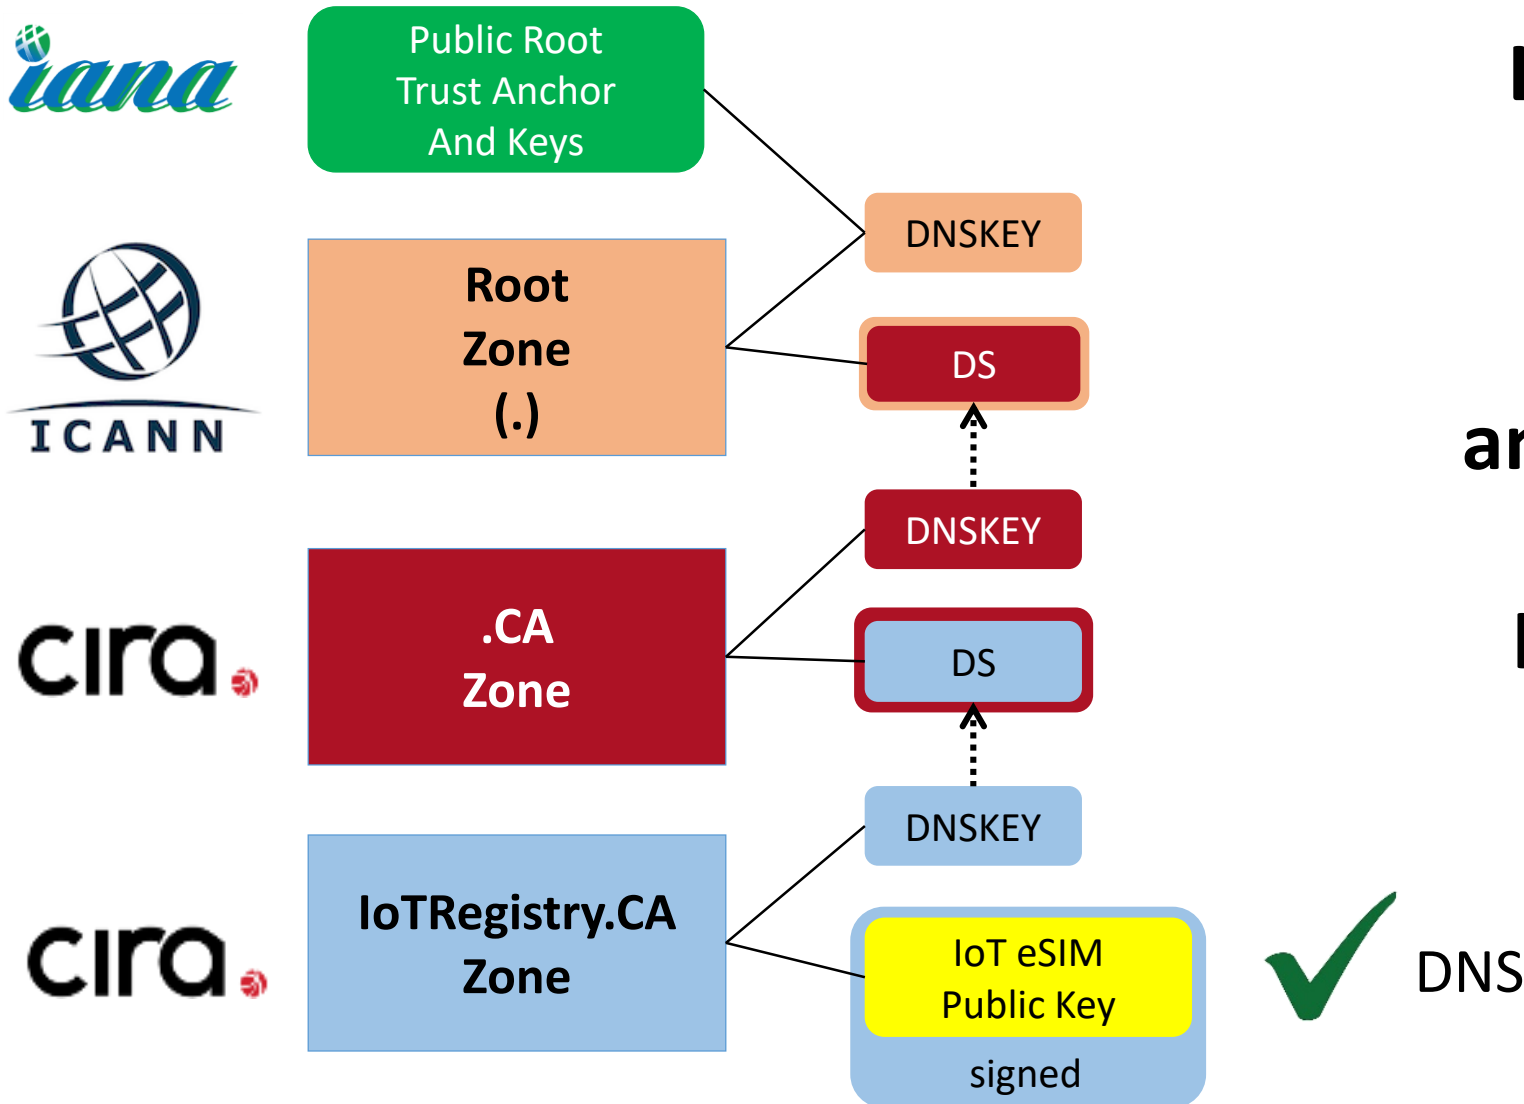 iana
Public Root
Trust Anchor
And Keys
DNSKEY
ICANN
Root
Zone
(.)
DS
DNSKEY
cira
.CA
Zone
DS
DNSKEY
cira
IoTRegistry.CA
Zone
IoT eSIM
Public Key
signed
DNS